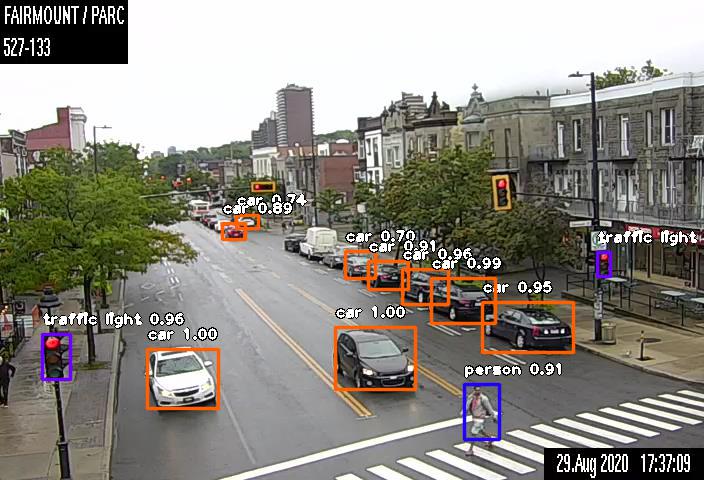 FAIRMOUNT / PARC
527-133
car 0.74
car 0.89
traffic light
car 0.70
car 0.91
car 0.96
car 0.99
car 0.95
traffic light 0.96
car 1.00
car 1.00
person 0.91
29.Aug 2020 17:37:09